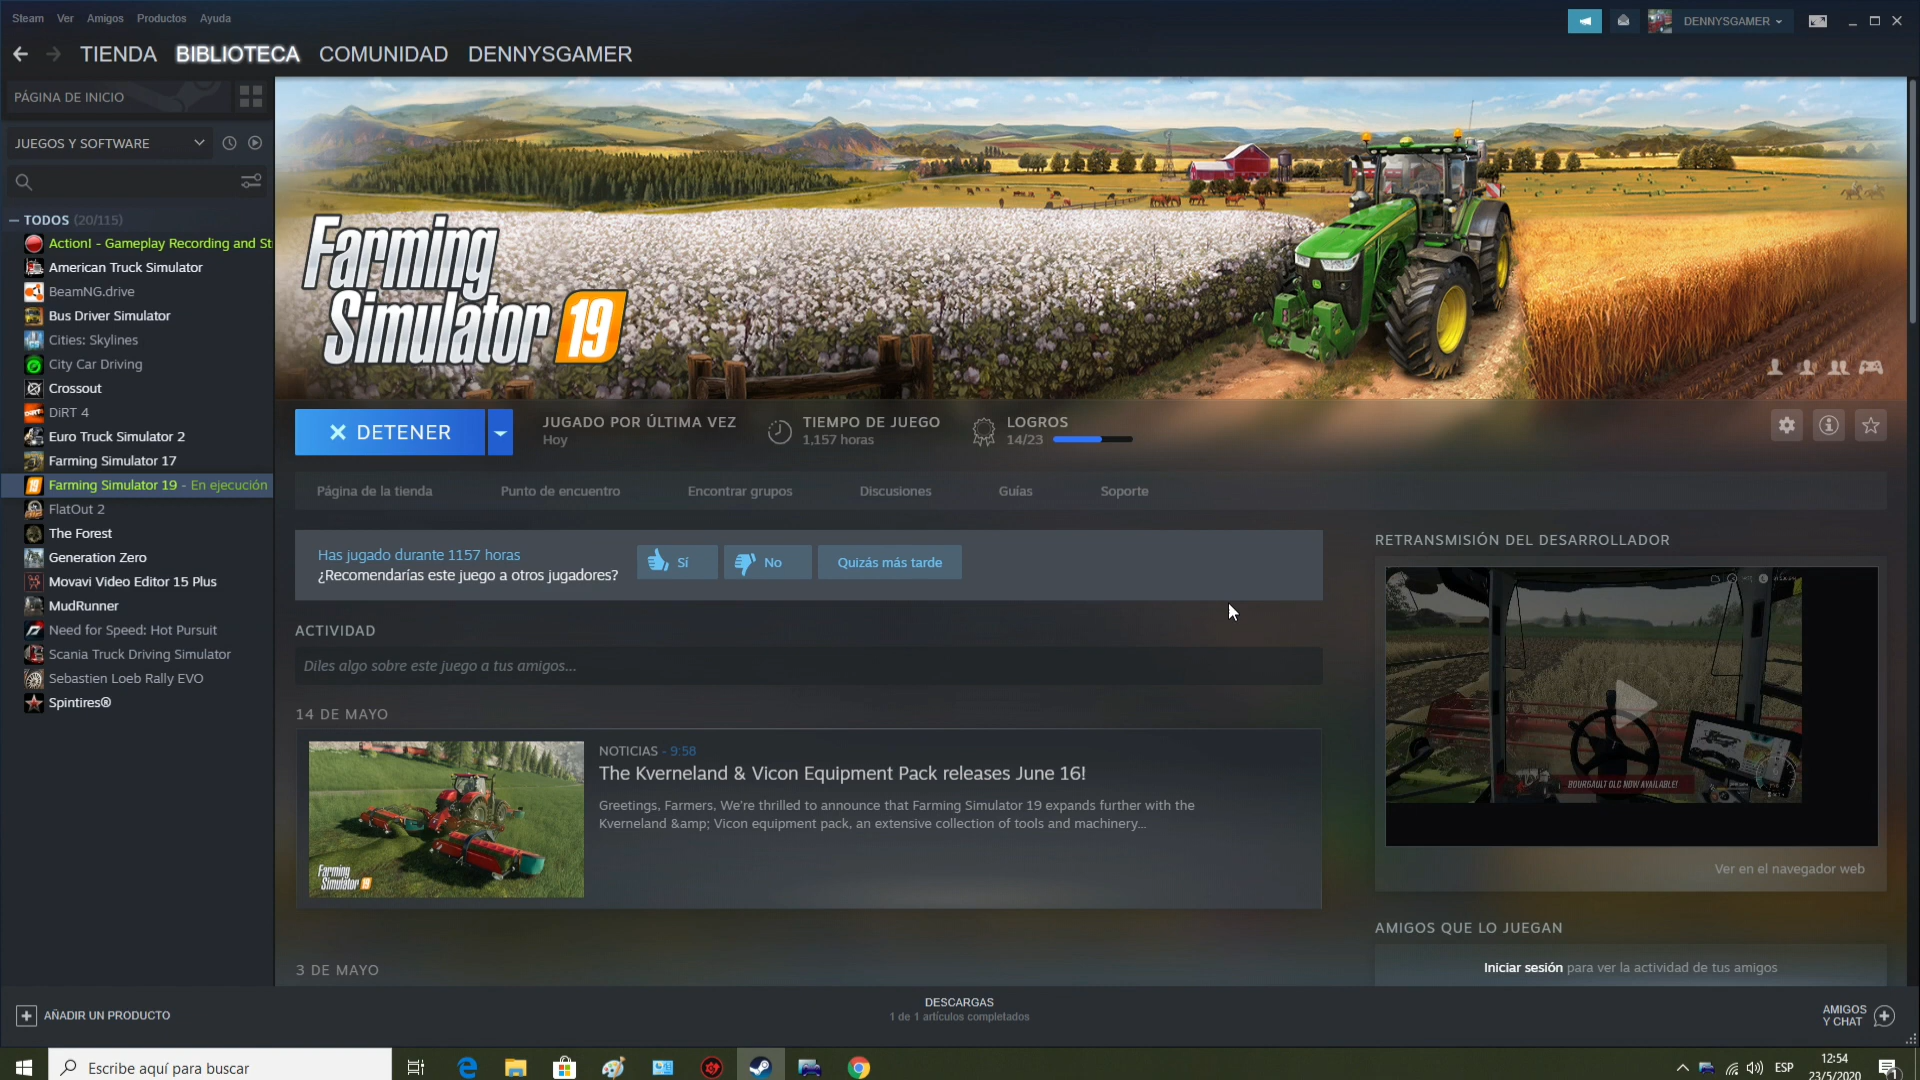 Steam Ver Amigos Productos Ayuda
DENNYSGAMER
TIENDA BIBLIOTECA COMUNIDAD DENNYSGAMER
PÁGINA DE INICIO
JUEGOS Y SOFTWARE
TODOS (20/115)
Action! - Gameplay Recording and St
American Truck Simulator
BeamNG.drive
Bus Driver Simulator
Cities: Skylines
City Car Driving
Crossout
DiRT 4
Euro Truck Simulator 2
Farming Simulator 17
Farming Simulator 19 - En ejecución
FlatOut 2
The Forest
Generation Zero
Movavi Video Editor 15 Plus
MudRunner
Need for Speed: Hot Pursuit
Scania Truck Driving Simulator
Sebastien Loeb Rally EVO
Spintires®
Farming
Simulator 19
DETENER
JUGADO POR ÚLTIMA VEZ
Hoy
TIEMPO DE JUEGO
1,157 horas
LOGROS
14/23
Página de la tienda Punto de encuentro Encontrar grupos Discusiones Guías Soporte
Has jugado durante 1157 horas
¿Recomendarías este juego a otros jugadores?
Sí No Quizás más tarde
ACTIVIDAD
Diles algo sobre este juego a tus amigos...
14 DE MAYO
NOTICIAS - 9:58
The Kverneland & Vicon Equipment Pack releases June 16!
Greetings, Farmers, We're thrilled to announce that Farming Simulator 19 expands further with the
Kverneland &amp; Vicon equipment pack, an extensive collection of tools and machinery...
Farming
Simulator 19
3 DE MAYO
RETRANSMISIÓN DEL DESARROLLADOR
BOURGAULT DLC NOW AVAILABLE!
Ver en el navegador web
AMIGOS QUE LO JUEGAN
Iniciar sesión para ver la actividad de tus amigos
AÑADIR UN PRODUCTO
DESCARGAS
1 de 1 artículos completados
AMIGOS
Y CHAT
Escribe aquí para buscar
ESP
12:54
23/5/2020
1